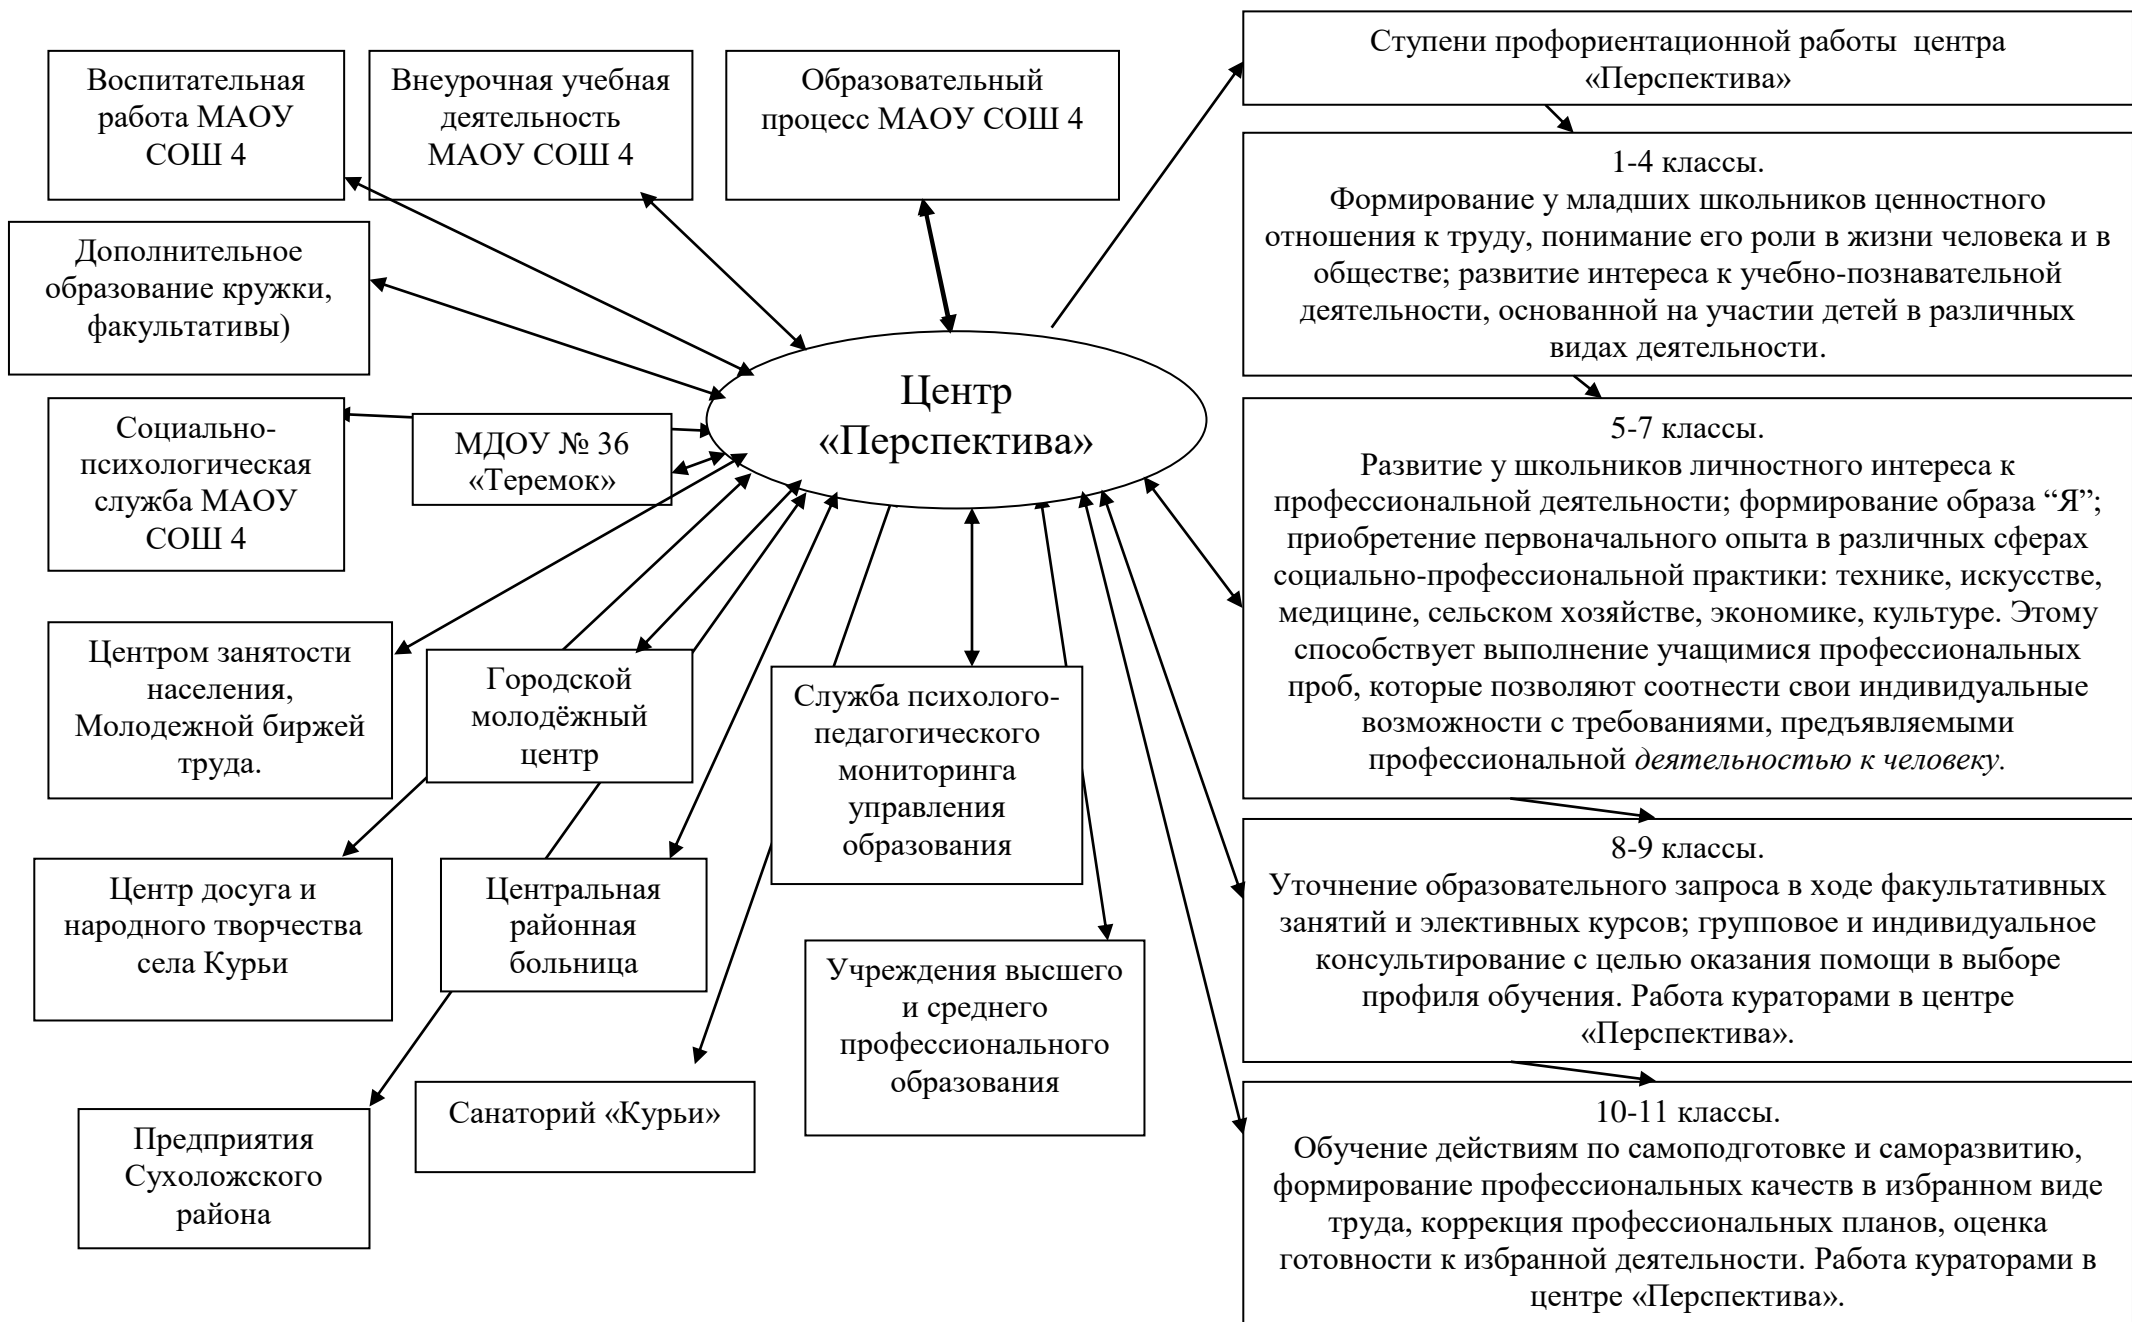 Воспитательная
работа МАОУ
СОШ 4
Внеурочная учебная
деятельность
МАОУ СОШ 4
Образовательный
процесс МАОУ СОШ 4
Дополнительное
образование кружки,
факультативы)
Социально-
психологическая
служба МАОУ
СОШ 4
МДОУ № 36
«Теремок»
Центр
«Перспектива»
Центром занятости
населения,
Молодежной биржей
труда.
Городской
молодёжный
центр
Служба психолого-
педагогического
мониторинга
управления
образования
Центр досуга и
народного творчества
села Курьи
Центральная
районная
больница
Учреждения высшего
и среднего
профессионального
образования
Предприятия
Сухоложского
района
Санаторий «Курьи»
Ступени профориентационной работы  центра
«Перспектива»
1-4 классы.
Формирование у младших школьников ценностного
отношения к труду, понимание его роли в жизни человека и в
обществе; развитие интереса к учебно-познавательной
деятельности, основанной на участии детей в различных
видах деятельности.
5-7 классы.
Развитие у школьников личностного интереса к
профессиональной деятельности; формирование образа “Я”;
приобретение первоначального опыта в различных сферах
социально-профессиональной практики: технике, искусстве,
медицине, сельском хозяйстве, экономике, культуре. Этому
способствует выполнение учащимися профессиональных
проб, которые позволяют соотнести свои индивидуальные
возможности с требованиями, предъявляемыми
профессиональной деятельностью к человеку.
8-9 классы.
Уточнение образовательного запроса в ходе факультативных
занятий и элективных курсов; групповое и индивидуальное
консультирование с целью оказания помощи в выборе
профиля обучения. Работа кураторами в центре
«Перспектива».
10-11 классы.
Обучение действиям по самоподготовке и саморазвитию,
формирование профессиональных качеств в избранном виде
труда, коррекция профессиональных планов, оценка
готовности к избранной деятельности. Работа кураторами в
центре «Перспектива».